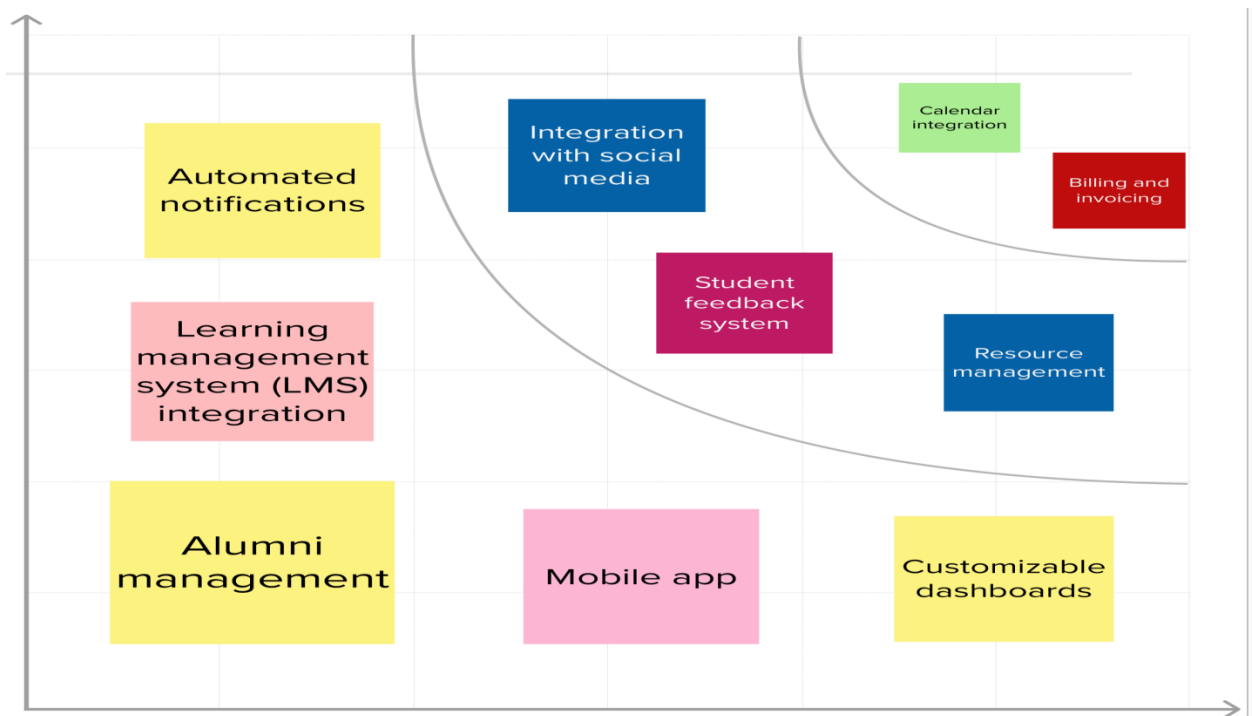 Automated
notifications
Integration
with social
media
Calendar
integration
Billing and
invoicing
Student
feedback
system
Learning
management
system (LMS)
integration
Resource
management
Alumni
management
Mobile app
Customizable
dashboards